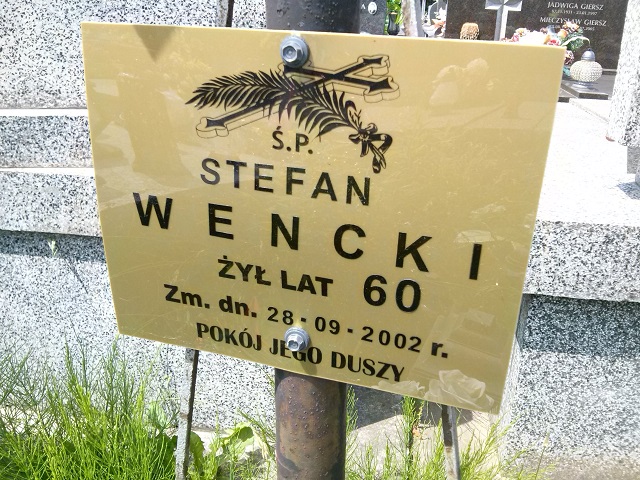 JADWIGA GIERSZ
MIECZYSŁAW GIERSZ
Ś.P.
STEFAN
WENCKI
ŻYŁ LAT 60
Zm. dn. 28-09-2002 r.
POKÓJ JEGO DUSZY